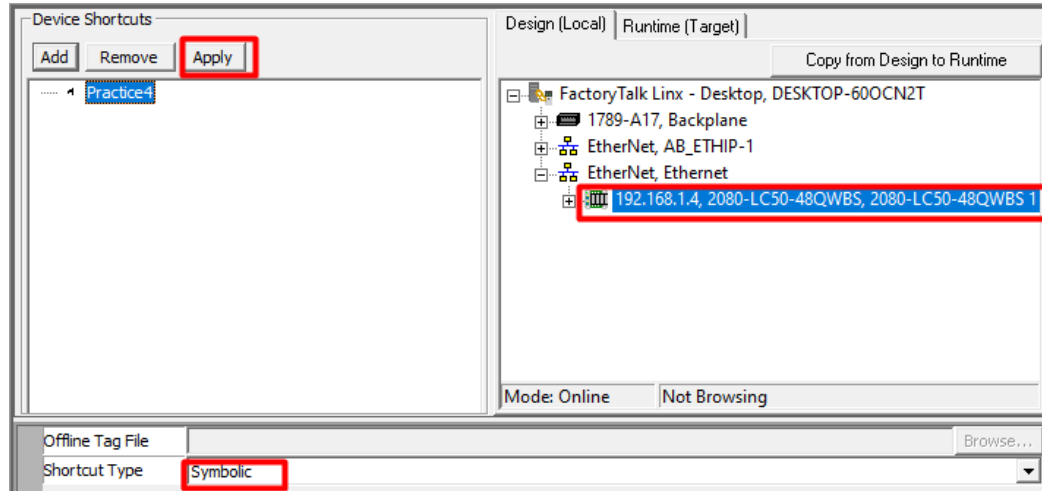 Device Shortcuts
Add Remove Apply
Practice4
Design (Local) Runtime (Target)
Copy from Design to Runtime
FactoryTalk Linx - Desktop, DESKTOP-60OCN2T
1789-A17, Backplane
EtherNet, AB_ETHIP-1
EtherNet, Ethernet
192.168.1.4, 2080-LC50-48QWBS, 2080-LC50-48QWBS 1
Mode: Online Not Browsing
Offline Tag File Browse...
Shortcut Type Symbolic